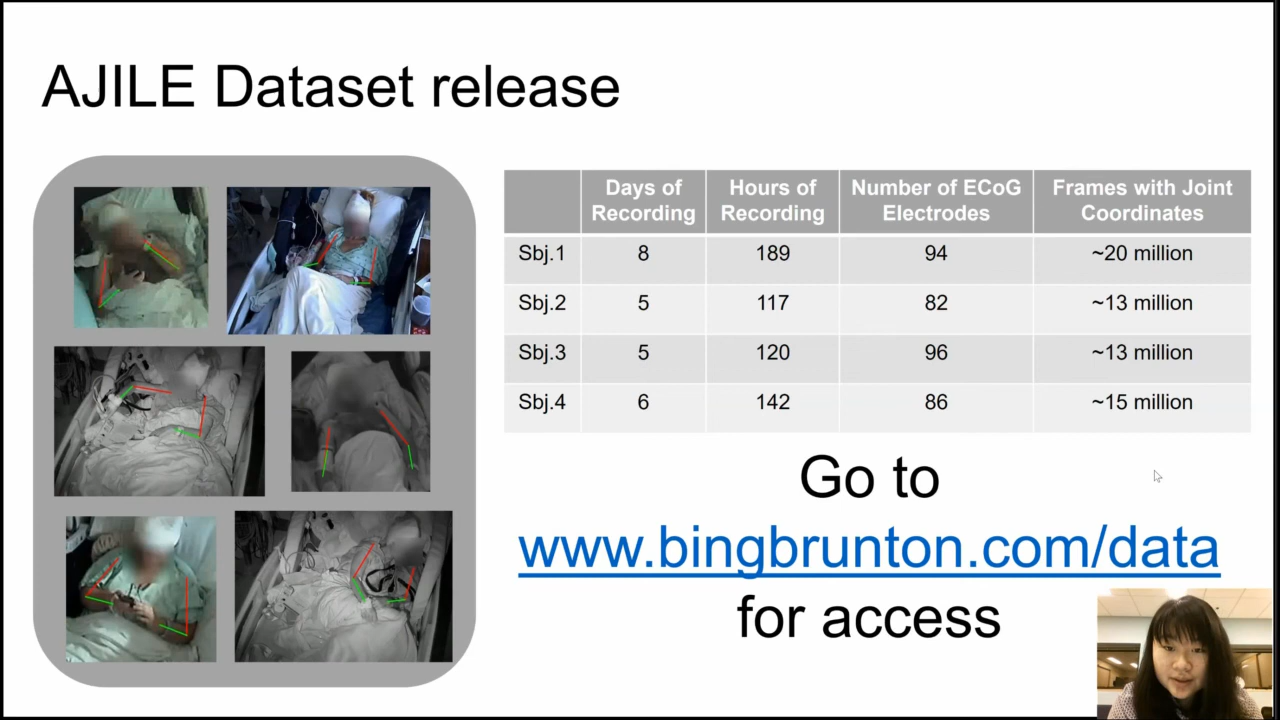 AJILE Dataset release
Days of Recording Hours of Recording Number of ECoG Electrodes Frames with Joint Coordinates
Sbj.1 8 189 94 ~20 million
Sbj.2 5 117 82 ~13 million
Sbj.3 5 120 96 ~13 million
Sbj.4 6 142 86 ~15 million
Go to
www.bingbrunton.com/data
for access